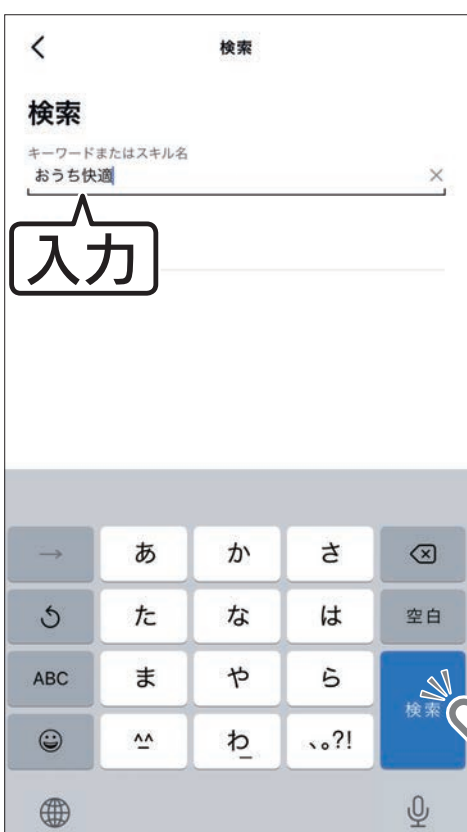 検索
検索
キーワードまたはスキル名
おうち快適
入力
→ あ か さ
た な は 空白
ABC ま や ら 検索
^^ わ_ 、。?!